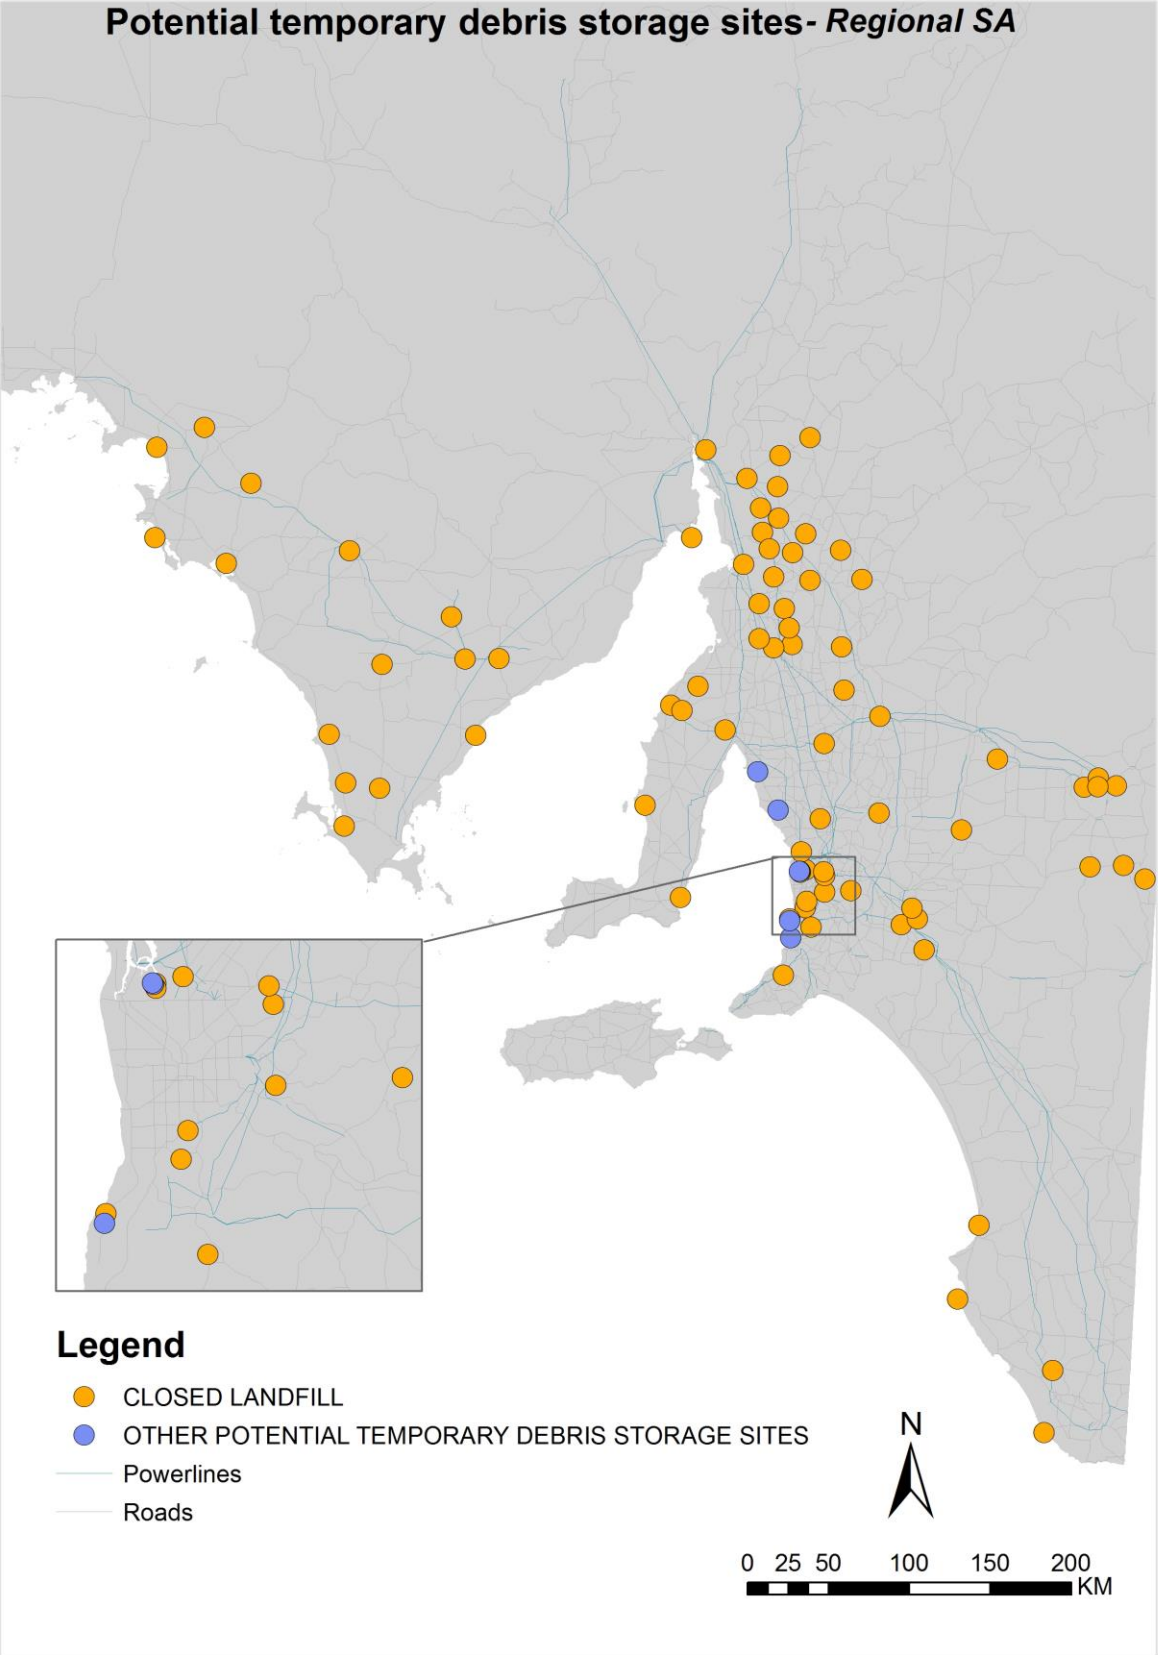 Potential temporary debris storage sites- Regional SA
Legend
CLOSED LANDFILL
OTHER POTENTIAL TEMPORARY DEBRIS STORAGE SITES
Powerlines
Roads
N
0 25 50 100 150 200
KM